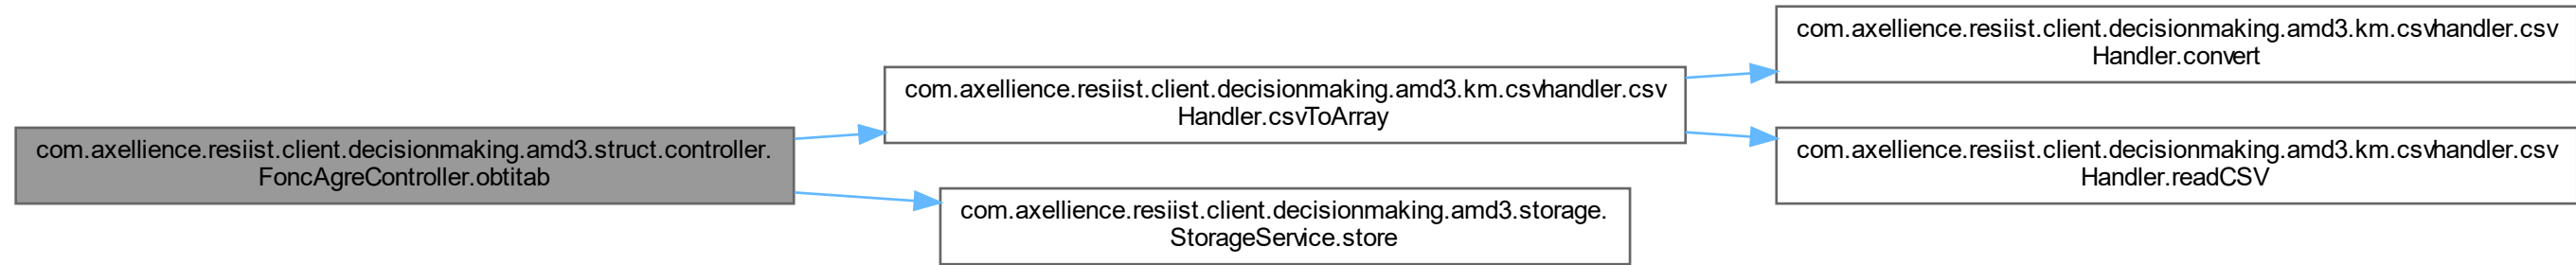 com.axellience.resiist.client.decisionmaking.amd3.struct.controller.
FoncAgreController.obtitab
com.axellience.resiist.client.decisionmaking.amd3.km.csvhandler.csv
Handler.csvToArray
com.axellience.resiist.client.decisionmaking.amd3.km.csvhandler.csv
Handler.convert
com.axellience.resiist.client.decisionmaking.amd3.km.csvhandler.csv
Handler.readCSV
com.axellience.resiist.client.decisionmaking.amd3.storage.
StorageService.store